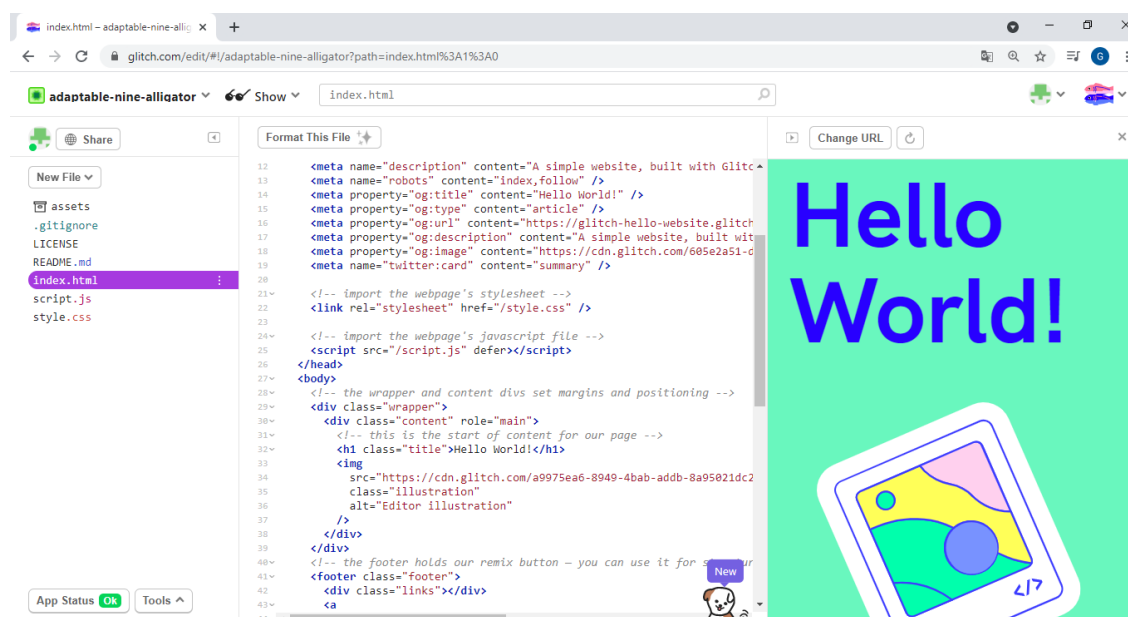 index.html – adaptable-nine-allig
glitch.com/edit/#!/adaptable-nine-alligator?path=index.html%3A1%3A0
G
adaptable-nine-alligator
Show
index.html
Share
Format This File
Change URL
New File
assets
.gitignore
LICENSE
README.md
index.html
script.js
style.css
12 <meta name="description" content="A simple website, built with Glitc
13 <meta name="robots" content="index,follow" />
14 <meta property="og:title" content="Hello World!" />
15 <meta property="og:type" content="article" />
16 <meta property="og:url" content="https://glitch-hello-website.glitch
17 <meta property="og:description" content="A simple website, built wit
18 <meta property="og:image" content="https://cdn.glitch.com/605e2a51-d
19 <meta name="twitter:card" content="summary" />
20
21 <!-- import the webpage's stylesheet -->
22 <link rel="stylesheet" href="/style.css" />
23
24 <!-- import the webpage's javascript file -->
25 <script src="/script.js" defer></script>
26 </head>
27 <body>
28 <!-- the wrapper and content divs set margins and positioning -->
29 <div class="wrapper">
30 <div class="content" role="main">
31 <!-- this is the start of content for our page -->
32 <h1 class="title">Hello World!</h1>
33 <img
34 src="https://cdn.glitch.com/a9975ea6-8949-4bab-addb-8a95021dc2
35 class="illustration"
36 alt="Editor illustration"
37 />
38 </div>
39 </div>
40 <!-- the footer holds our remix button — you can use it for
41 <footer class="footer">
42 <div class="links"></div>
43 <a
New
App Status Ok
Tools
Hello
World!
</?